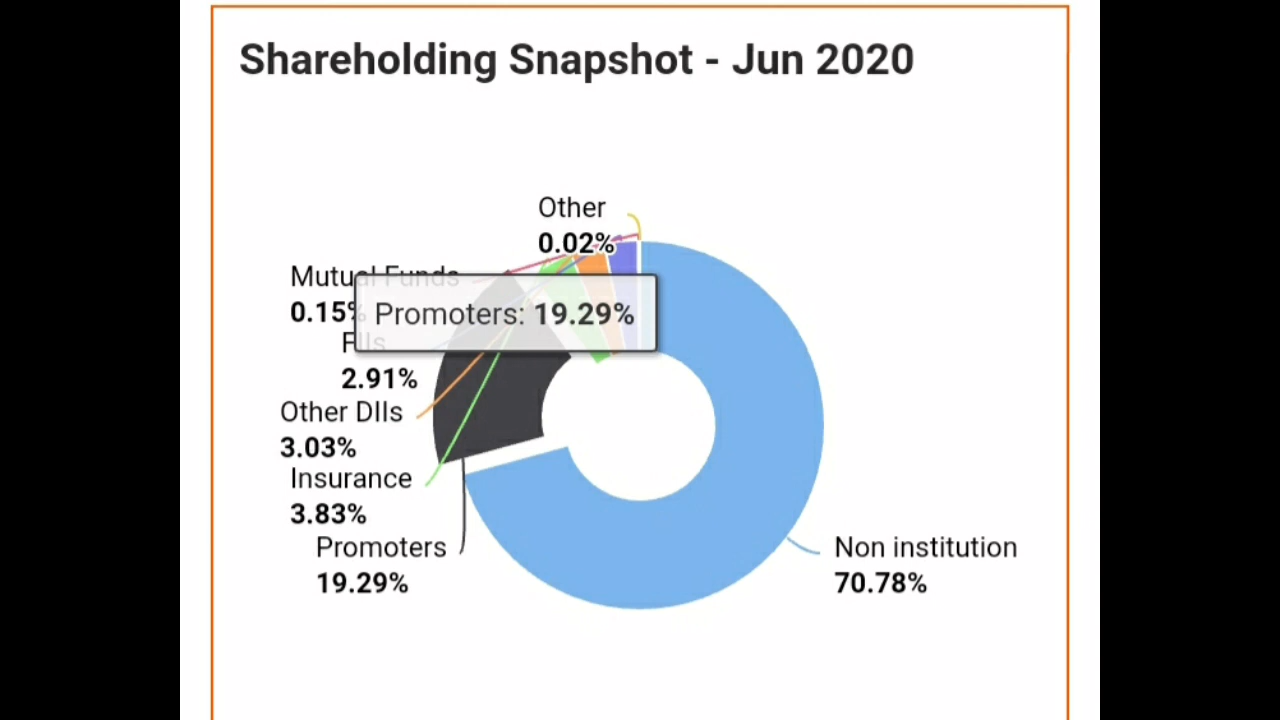 Shareholding Snapshot - Jun 2020
Other
0.02%
Mutual Funds
0.15%
Promoters: 19.29%
FIIs
2.91%
Other DIIs
3.03%
Insurance
3.83%
Promoters
19.29%
Non institution
70.78%